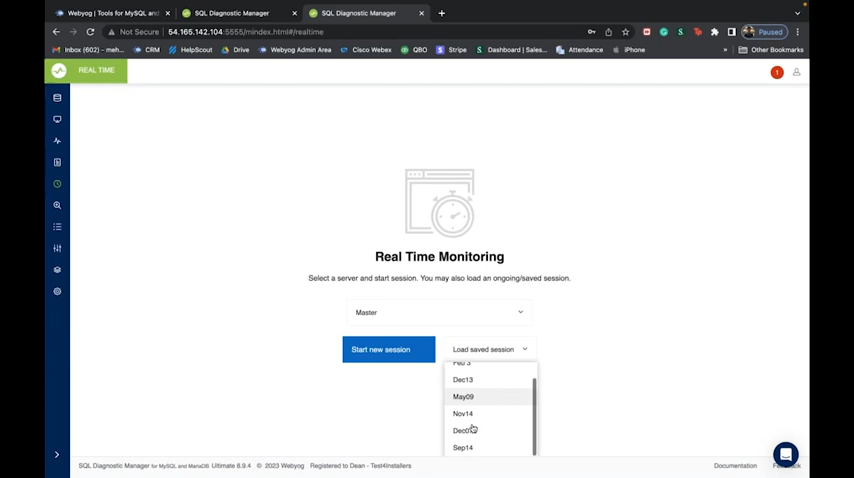 Webyog | Tools for MySQL and
SQL Diagnostic Manager
SQL Diagnostic Manager
Not Secure
54.165.142.104:5555/mindex.html#/realtime
Paused
Inbox (602) – meh...
CRM
HelpScout
Drive
Webyog Admin Area
Cisco Webex
QBO
Stripe
Dashboard | Sales...
Attendance
iPhone
»
Other Bookmarks
REAL TIME
1
Real Time Monitoring
Select a server and start session. You may also load an ongoing/saved session.
Master
Start new session
Load saved session
Feb 3
Dec13
May09
Nov14
Sep14
SQL Diagnostic Manager for MySQL and MariaDB Ultimate 8.9.4 © 2023 Webyog Registered to Dean - Test4Installers
Documentation